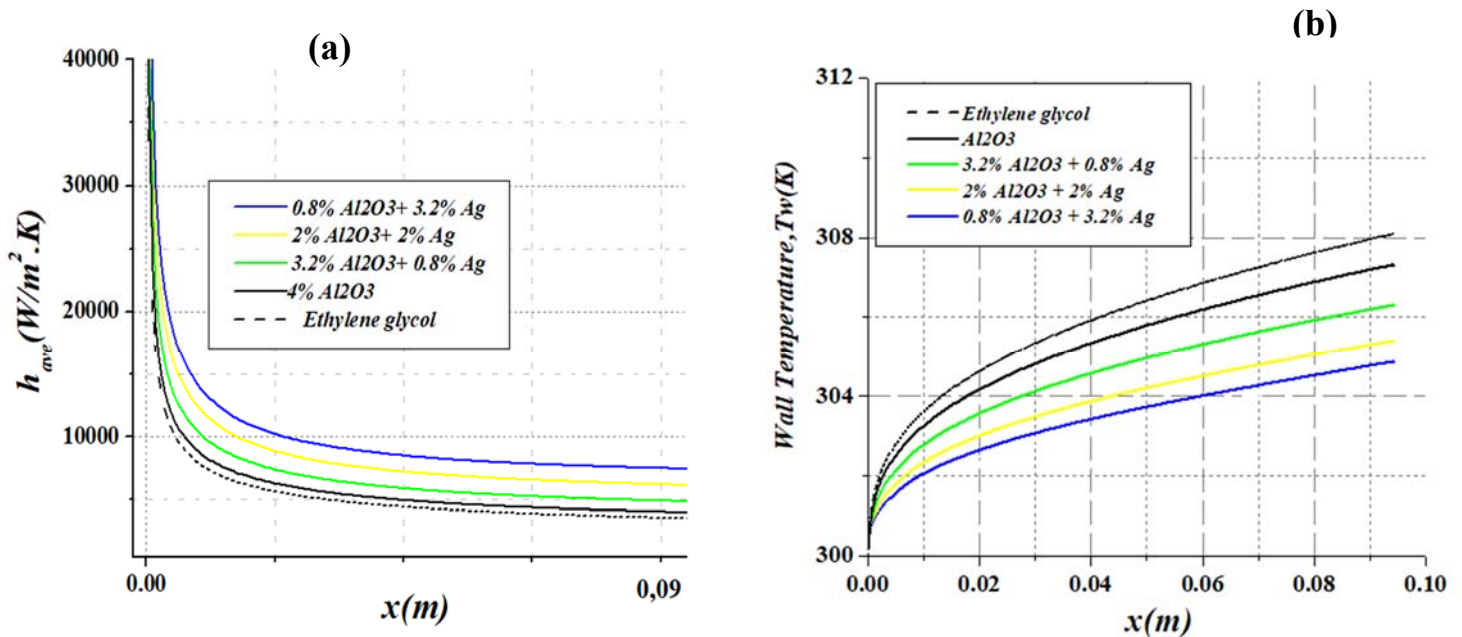 (a)
40000
30000
20000
10000
h ave (W/m².K)
0.8% Al2O3+ 3.2% Ag
2% Al2O3+ 2% Ag
3.2% Al2O3+ 0.8% Ag
4% Al2O3
Ethylene glycol
0.00
0,09
x(m)
(b)
312
308
304
300
Wall Temperature,Tw(K)
Ethylene glycol
Al2O3
3.2% Al2O3 + 0.8% Ag
2% Al2O3 + 2% Ag
0.8% Al2O3 + 3.2% Ag
0.00
0.02
0.04
0.06
0.08
0.10
x(m)